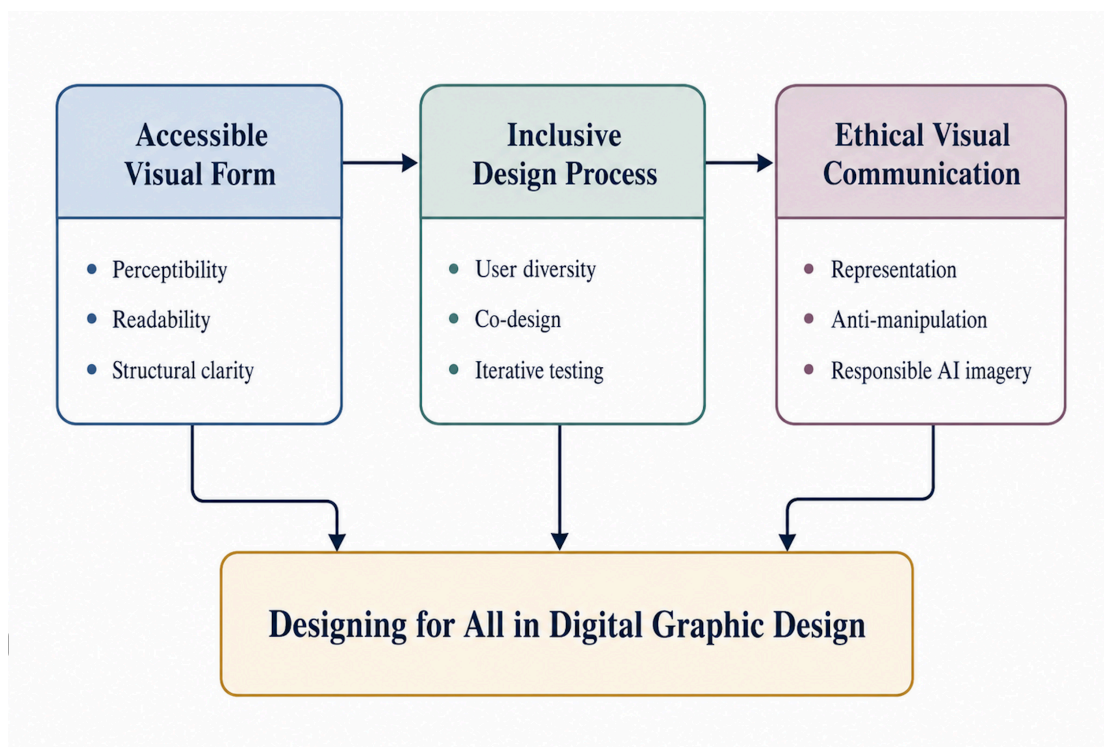 Accessible
Visual Form
Perceptibility
Readability
Structural clarity
Inclusive
Design Process
User diversity
Co-design
Iterative testing
Ethical Visual
Communication
Representation
Anti-manipulation
Responsible AI imagery
Designing for All in Digital Graphic Design